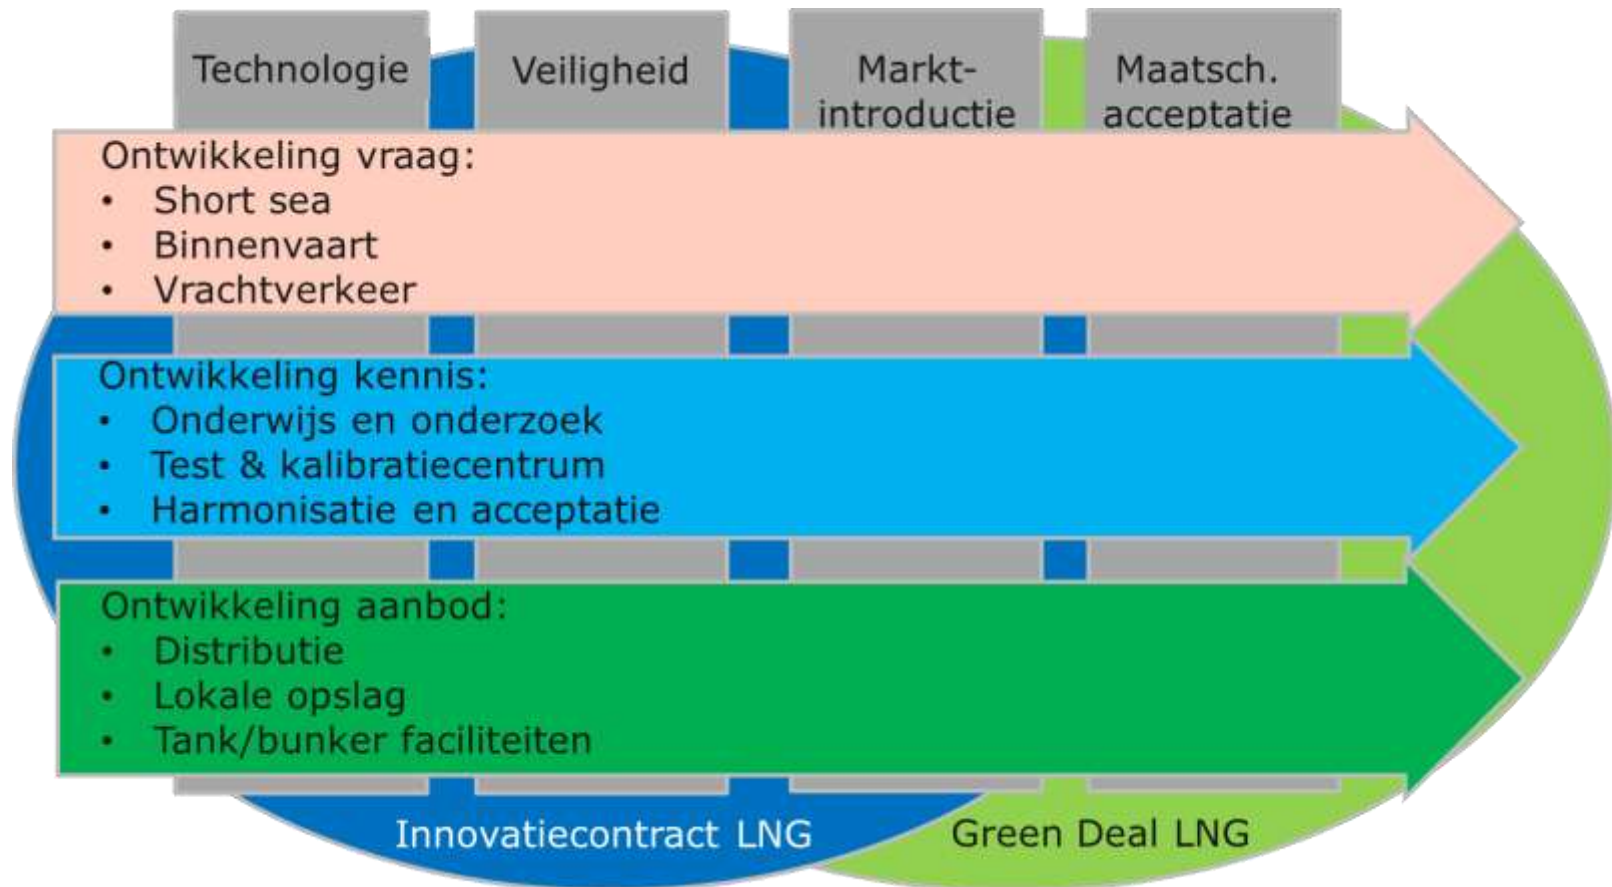 Technologie
Veiligheid
Markt-
introductie
Maatsch.
acceptatie
Ontwikkeling vraag:
• Short sea
• Binnenvaart
• Vrachtverkeer
Ontwikkeling kennis:
• Onderwijs en onderzoek
• Test & kalibratiecentrum
• Harmonisatie en acceptatie
Ontwikkeling aanbod:
• Distributie
• Lokale opslag
• Tank/bunker faciliteiten
Innovatiecontract LNG
Green Deal LNG